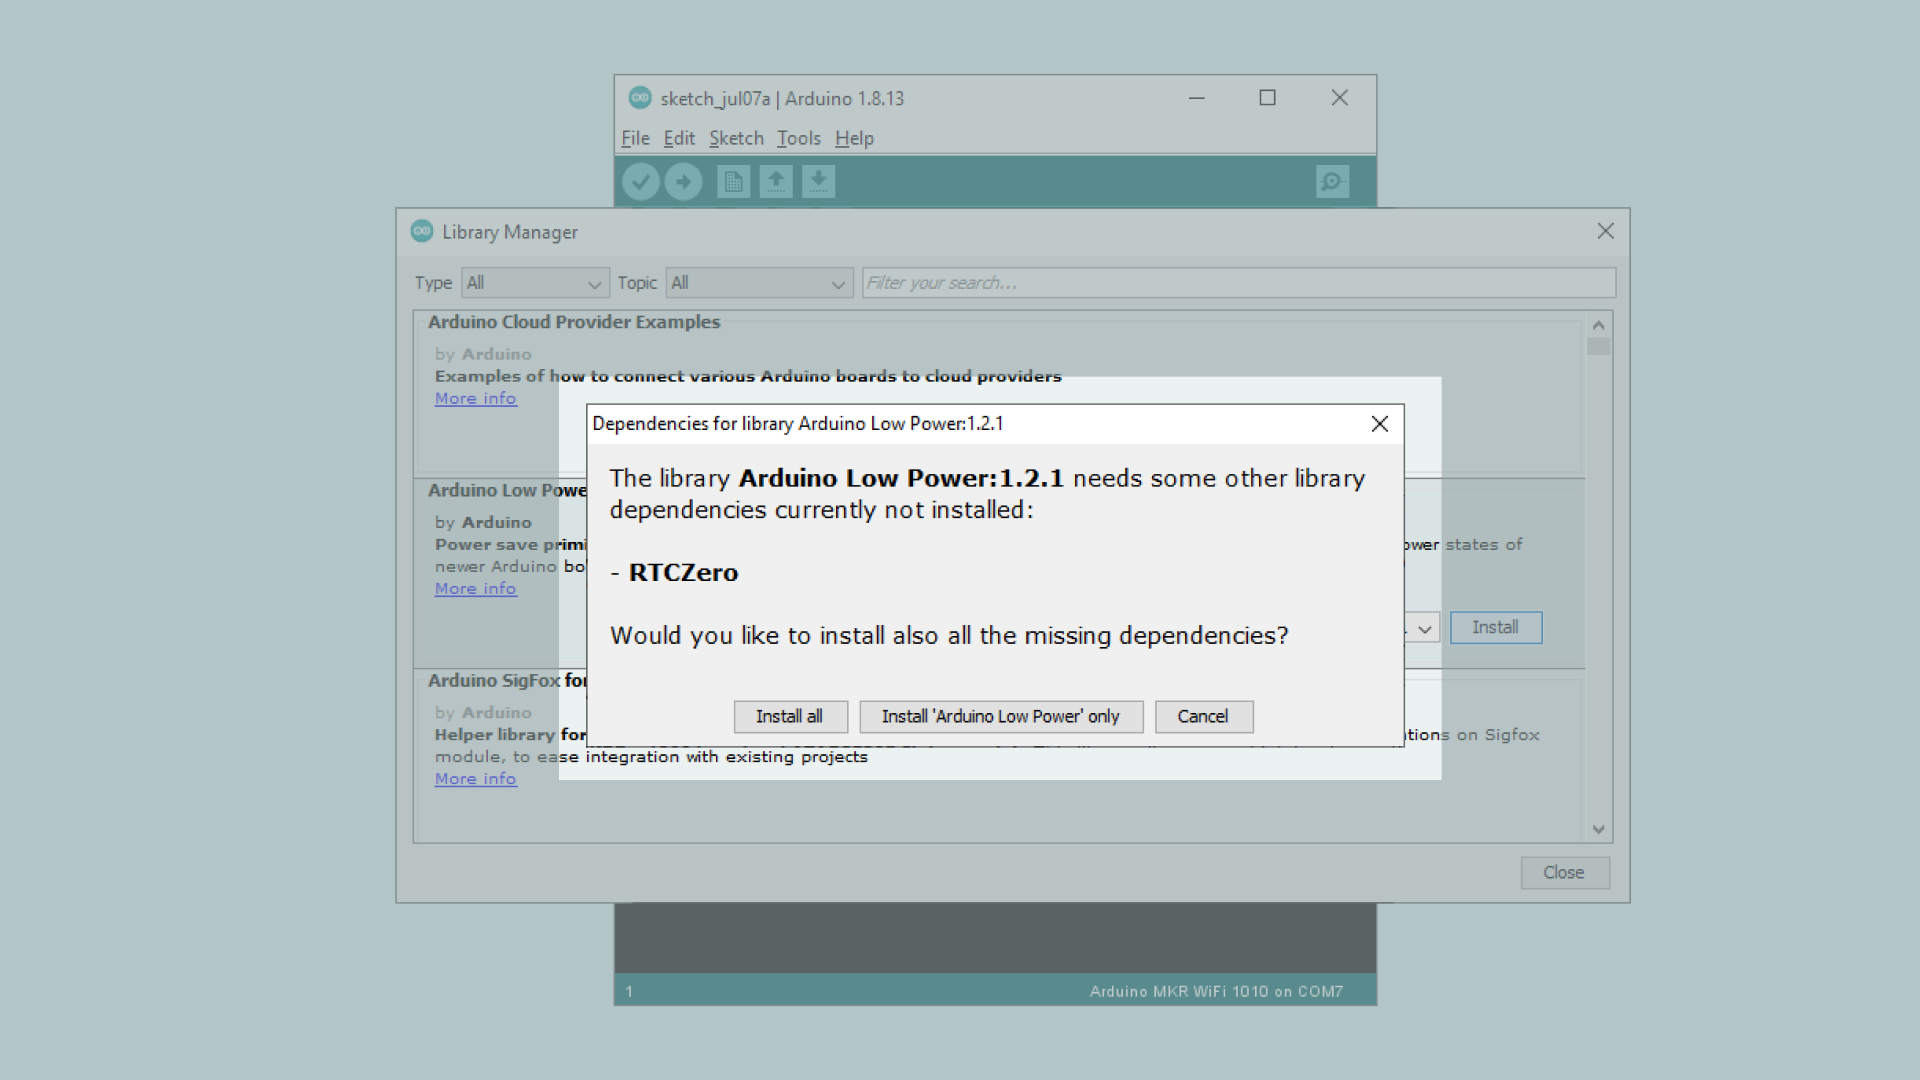 sketch_jul07a | Arduino 1.8.13
File Edit Sketch Tools Help
Library Manager
Type All Topic All Filter your search...
Arduino Cloud Provider Examples
by Arduino
Examples of how to connect various Arduino boards to cloud providers
More info
Dependencies for library Arduino Low Power:1.2.1
The library Arduino Low Power:1.2.1 needs some other library
dependencies currently not installed:
- RTCZero
Would you like to install also all the missing dependencies?
Install all Install 'Arduino Low Power' only Cancel
Arduino Low Powe
by Arduino
Power save primi ower states of
newer Arduino bo
More info
Install
Arduino SigFox for
by Arduino
Helper library for ations on Sigfox
module, to ease integration with existing projects
More info
Close
1 Arduino MKR WiFi 1010 on COM7